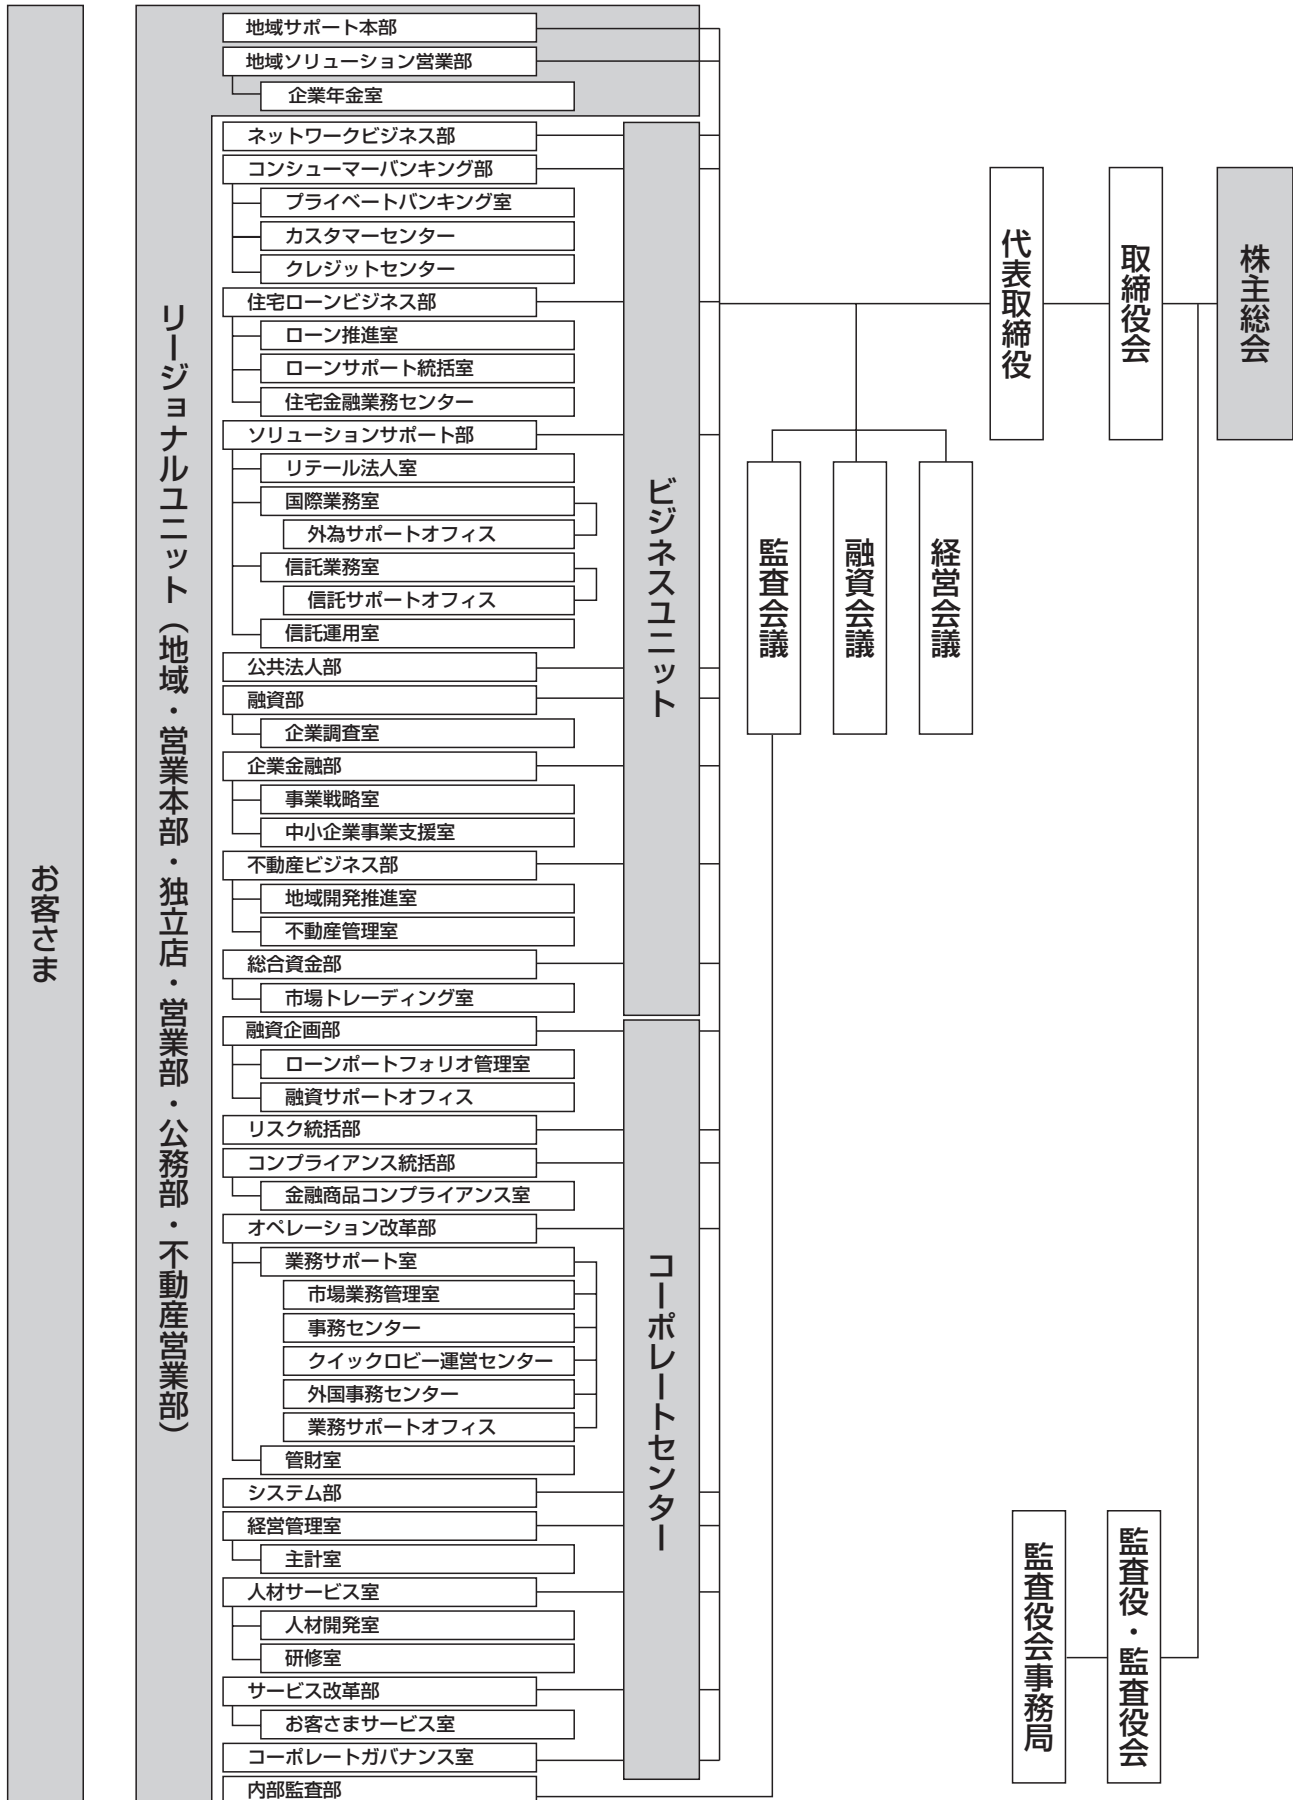 お客さま
リージョナルユニット（地域・営業本部・独立店・営業部・公務部・不動産営業部）
地域サポート本部
地域ソリューション営業部
企業年金室
ネットワークビジネス部
コンシューマーバンキング部
プライベートバンキング室
カスタマーセンター
クレジットセンター
住宅ローンビジネス部
ローン推進室
ローンサポート統括室
住宅金融業務センター
ソリューションサポート部
リテール法人室
国際業務室
外為サポートオフィス
信託業務室
信託サポートオフィス
信託運用室
公共法人部
融資部
企業調査室
企業金融部
事業戦略室
中小企業事業支援室
不動産ビジネス部
地域開発推進室
不動産管理室
総合資金部
市場トレーディング室
融資企画部
ローンポートフォリオ管理室
融資サポートオフィス
リスク統括部
コンプライアンス統括部
金融商品コンプライアンス室
オペレーション改革部
業務サポート室
市場業務管理室
事務センター
クイックロビー運営センター
外国事務センター
業務サポートオフィス
管財室
システム部
経営管理室
主計室
人材サービス室
人材開発室
研修室
サービス改革部
お客さまサービス室
コーポレートガバナンス室
内部監査部
ビジネスユニット
コーポレートセンター
監査会議
融資会議
経営会議
代表取締役
取締役会
株主総会
監査役会事務局
監査役・監査役会